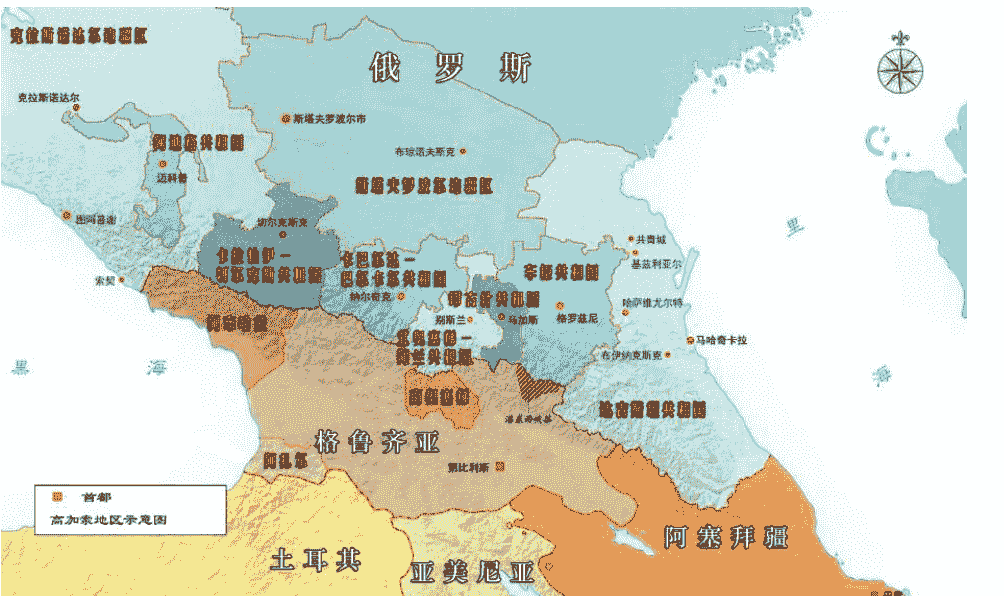 克拉斯诺达尔边疆区
俄罗斯
克拉斯诺达尔
斯塔夫罗波尔市
阿迪格共和国
布琼诺夫斯克
迈科普
斯塔夫罗波尔边疆区
图阿普谢
切尔克斯克
共青城
卡拉恰伊-
切尔克斯共和国
卡巴尔达-
巴尔卡尔共和国
车臣共和国
基兹利亚尔
里
索契
纳尔奇克
印古什共和国
哈萨维尤尔特
阿布哈兹
别斯兰
马加斯
格罗兹尼
北奥塞梯-
阿兰共和国
马哈奇卡拉
布伊纳克斯克
黑海
海
南奥塞梯
达吉斯坦共和国
潘基西峡谷
格鲁齐亚
阿扎尔
第比利斯
首都
高加索地区示意图
阿塞拜疆
土耳其
亚美尼亚